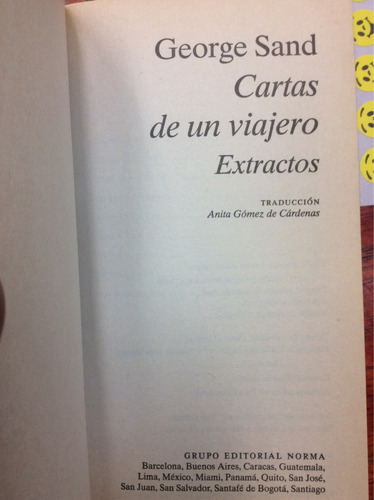 George Sand
Cartas
de un viajero
Extractos
TRADUCCIÓN
Anita Gómez de Cárdenas
GRUPO EDITORIAL NORMA
Barcelona, Buenos Aires, Caracas, Guatemala,
Lima, México, Miami, Panamá, Quito, San José,
San Juan, San Salvador, Santafé de Bogotá, Santiago